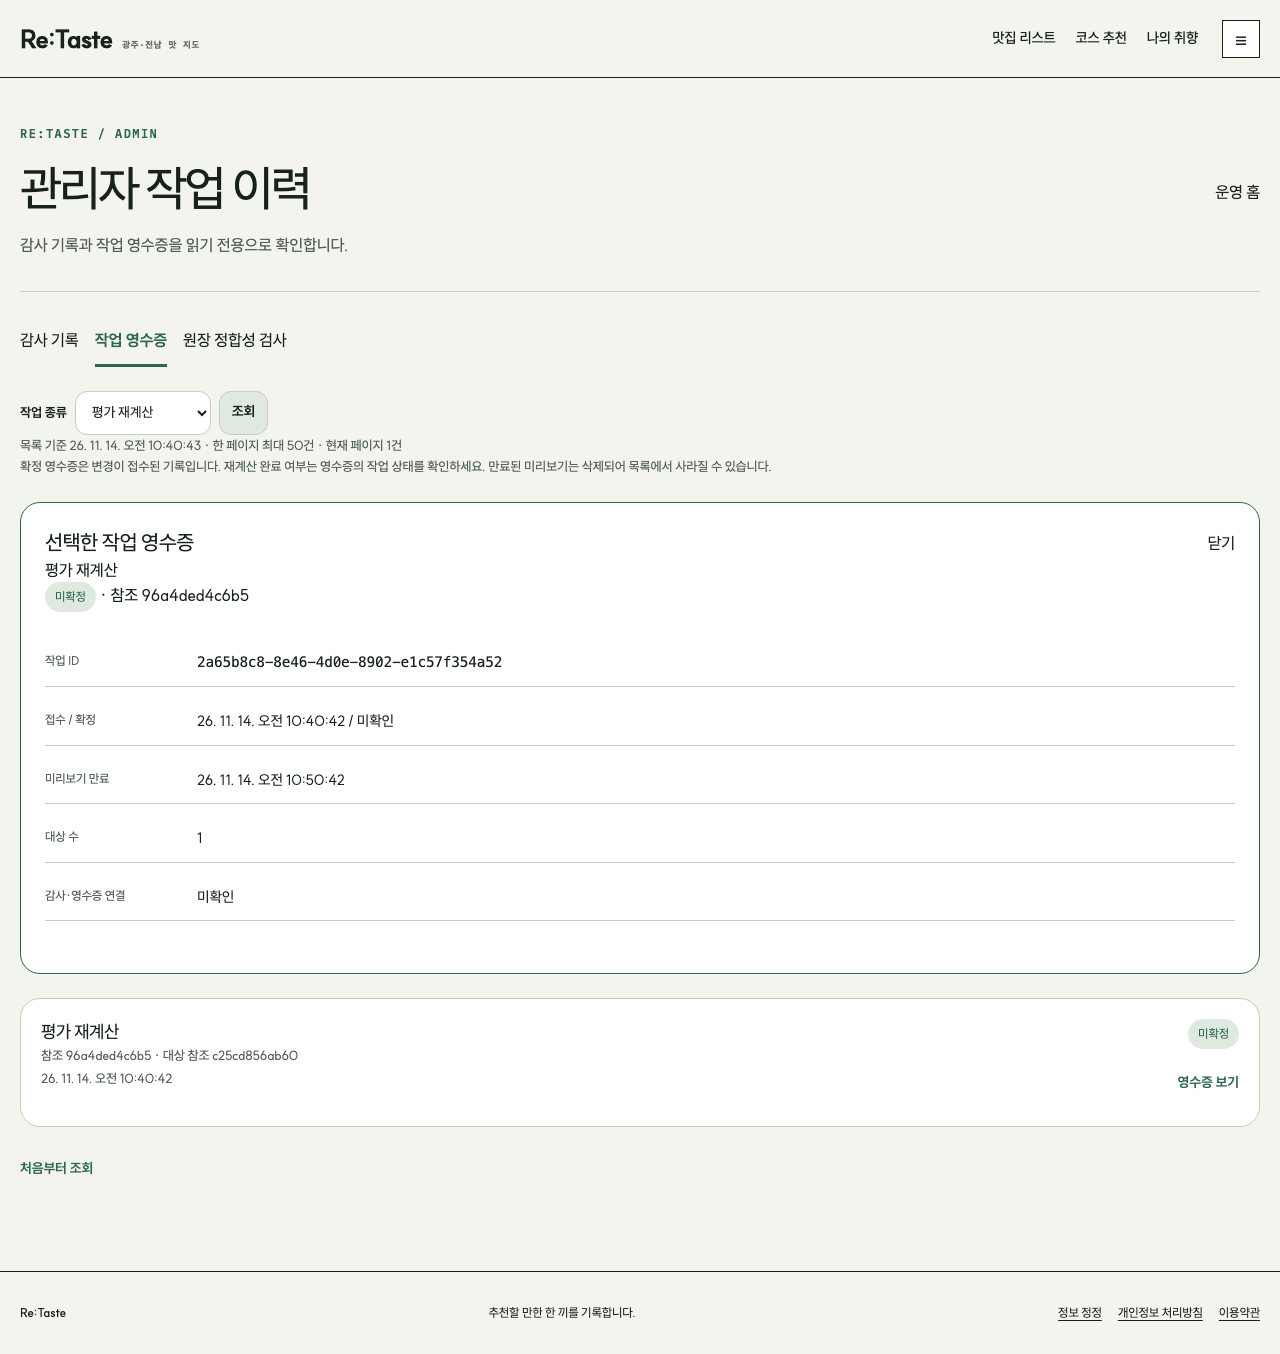 Re:Taste 광주·전남 맛 지도
맛집 리스트 코스 추천 나의 취향
RE:TASTE / ADMIN
관리자 작업 이력
운영 홈
감사 기록과 작업 영수증을 읽기 전용으로 확인합니다.
감사 기록 작업 영수증 원장 정합성 검사
작업 종류 평가 재계산 조회
목록 기준 26. 11. 14. 오전 10:40:43 · 한 페이지 최대 50건 · 현재 페이지 1건
확정 영수증은 변경이 접수된 기록입니다. 재계산 완료 여부는 영수증의 작업 상태를 확인하세요. 만료된 미리보기는 삭제되어 목록에서 사라질 수 있습니다.
선택한 작업 영수증
닫기
평가 재계산
미확정 · 참조 96a4ded4c6b5
작업 ID 2a65b8c8-8e46-4d0e-8902-e1c57f354a52
접수 / 확정 26. 11. 14. 오전 10:40:42 / 미확인
미리보기 만료 26. 11. 14. 오전 10:50:42
대상 수 1
감사·영수증 연결 미확인
평가 재계산
미확정
참조 96a4ded4c6b5 · 대상 참조 c25cd856ab60
26. 11. 14. 오전 10:40:42
영수증 보기
처음부터 조회
Re:Taste 추천할 만한 한 끼를 기록합니다. 정보 정정 개인정보 처리방침 이용약관